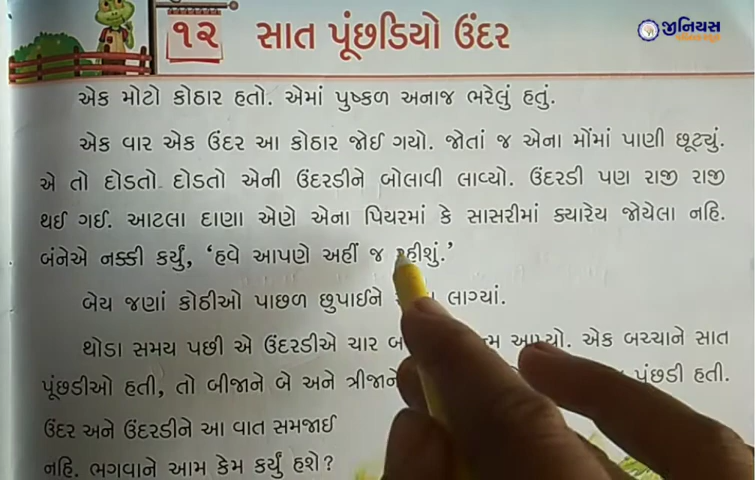 જીનિયસ
૧૨ સાત પૂંછડિયો ઉંદર
એક મોટો કોઠાર હતો. એમાં પુષ્કળ અનાજ ભરેલું હતું.
એક વાર એક ઉંદર આ કોઠાર જોઈ ગયો. જોતાં જ એના મોંમાં પાણી છૂટ્યું.
એ તો દોડતો દોડતો એની ઉંદરડીને બોલાવી લાવ્યો. ઉંદરડી પણ રાજી રાજી
થઈ ગઈ. આટલા દાણા એણે એના પિયરમાં કે સાસરીમાં ક્યારેય જોયેલા નહિ.
બંનેએ નક્કી કર્યું, ‘હવે આપણે અહીં જ રહીશું.’
બેય જણાં કોઠીઓ પાછળ છુપાઈને લાગ્યાં.
થોડા સમય પછી એ ઉંદરડીએ ચાર આપ્યો. એક બચ્ચાને સાત
પૂંછડીઓ હતી, તો બીજાને બે અને ત્રીજાને પૂંછડી હતી.
ઉંદર અને ઉંદરડીને આ વાત સમજાઈ
નહિ. ભગવાને આમ કેમ કર્યું હશે?